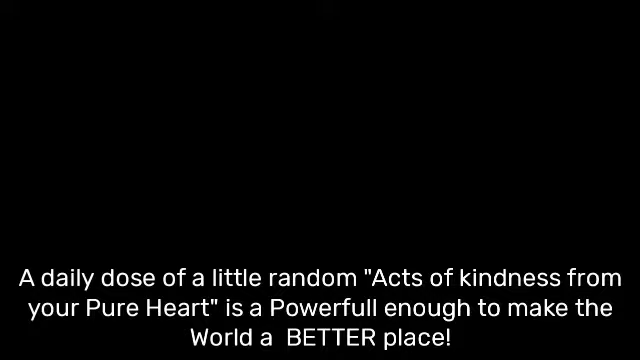 A daily dose of a little random "Acts of kindness from
your Pure Heart" is a Powerfull enough to make the
World a  BETTER place!